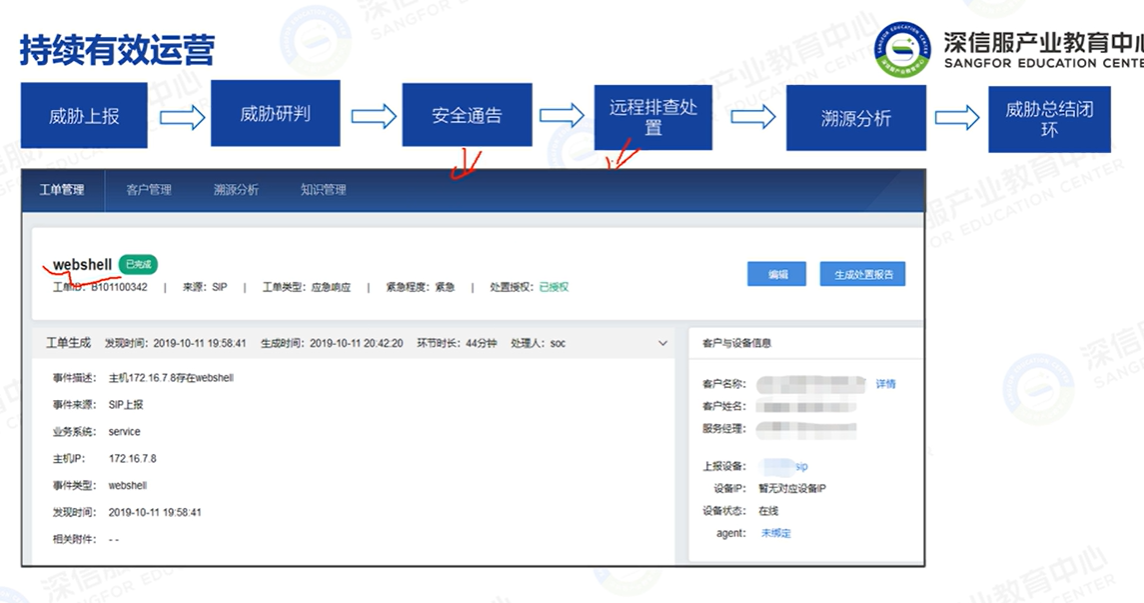 持续有效运营
深信服产业教育中心
SANGFOR EDUCATION CENTE
威胁上报
威胁研判
安全通告
远程排查处
置
溯源分析
威胁总结闭
环
工单管理 客户管理 溯源分析 知识管理
webshell 已完成
编辑 生成处置报告
工单ID: B101100342 | 来源: SIP | 工单类型: 应急响应 | 紧急程度: 紧急 | 处置授权: 已授权
工单生成 发现时间: 2019-10-11 19:58:41 生成时间: 2019-10-11 20:42:20 环节时长: 44分钟 处理人: soc
事件描述: 主机172.16.7.8存在webshell
事件来源: SIP上报
业务系统: service
主机IP: 172.16.7.8
事件类型: webshell
发现时间: 2019-10-11 19:58:41
相关附件: - -
客户与设备信息
客户名称: 详情
客户姓名:
服务经理:
上报设备: sip
设备IP: 暂无对应设备IP
设备状态: 在线
agent: 未绑定